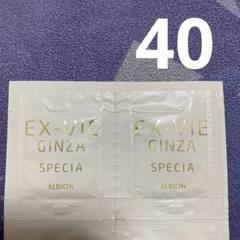 40
EX-VIE EX-VIE
GINZA GINZA
SPECIA SPECIA
ALBION ALBION